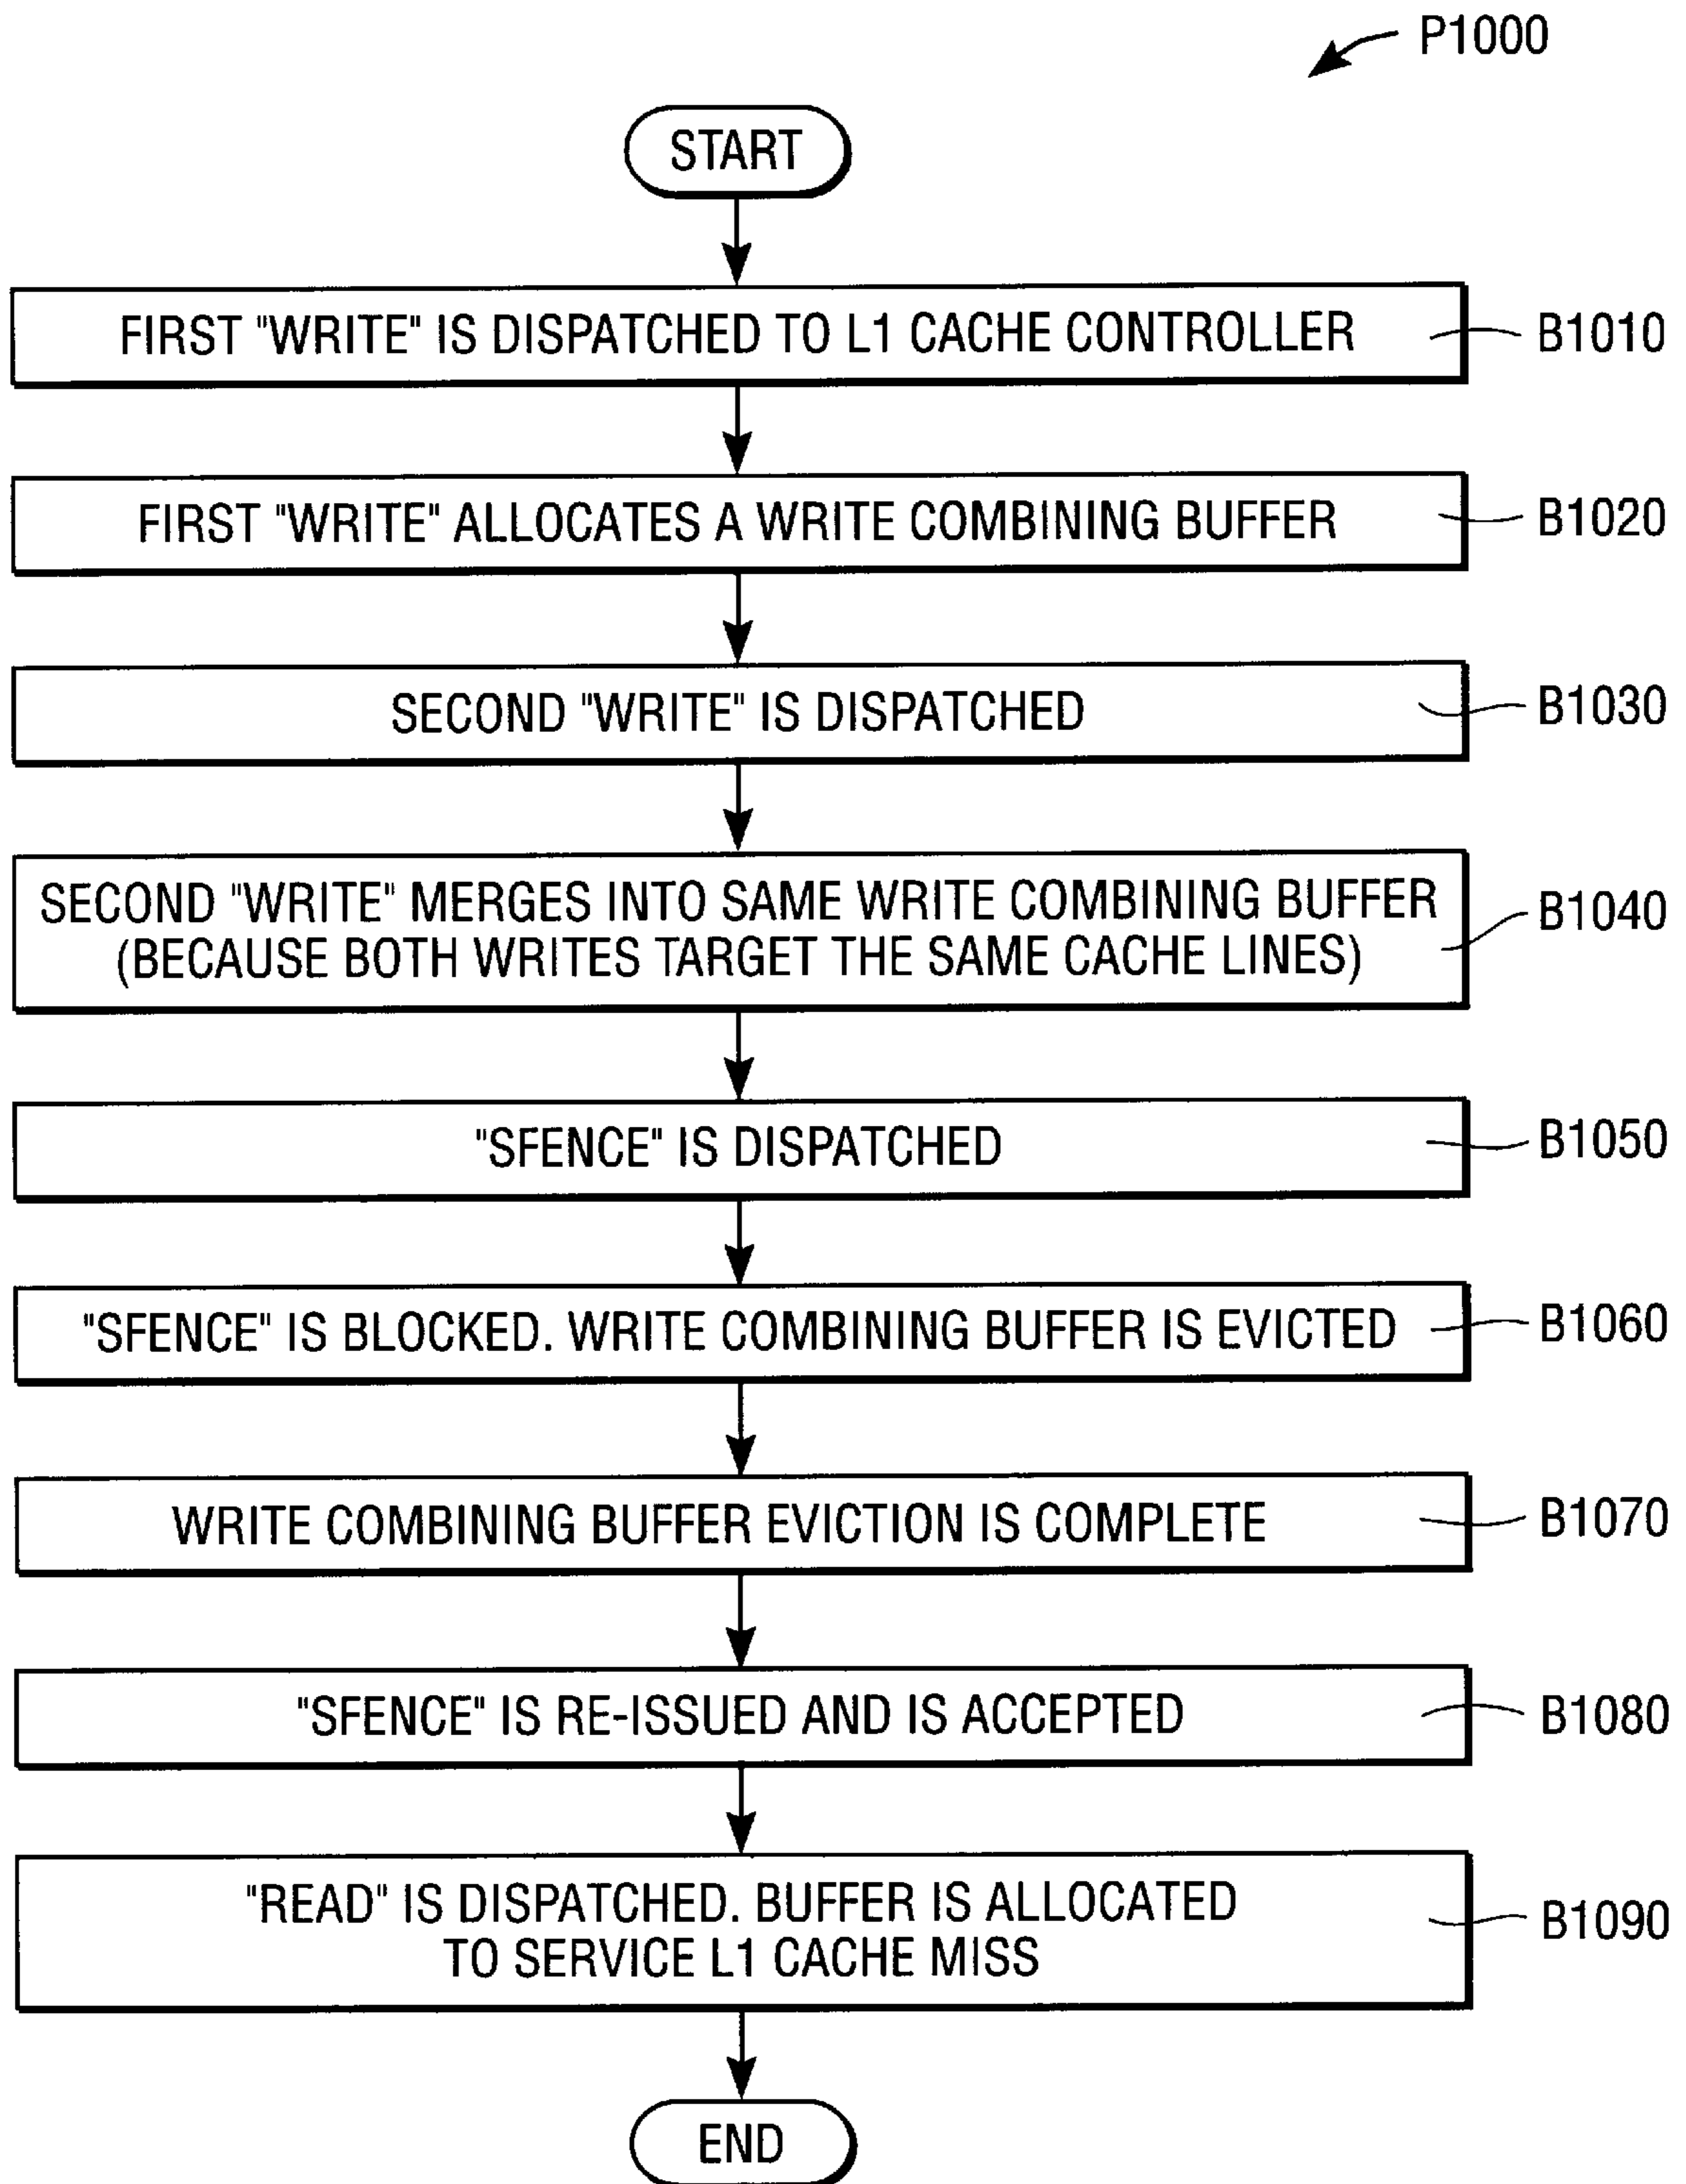 P1000
START
FIRST "WRITE" IS DISPATCHED TO L1 CACHE CONTROLLER
B1010
FIRST "WRITE" ALLOCATES A WRITE COMBINING BUFFER
B1020
SECOND "WRITE" IS DISPATCHED
B1030
SECOND "WRITE" MERGES INTO SAME WRITE COMBINING BUFFER
(BECAUSE BOTH WRITES TARGET THE SAME CACHE LINES)
B1040
"SFENCE" IS DISPATCHED
B1050
"SFENCE" IS BLOCKED. WRITE COMBINING BUFFER IS EVICTED
B1060
WRITE COMBINING BUFFER EVICTION IS COMPLETE
B1070
"SFENCE" IS RE-ISSUED AND IS ACCEPTED
B1080
"READ" IS DISPATCHED. BUFFER IS ALLOCATED
TO SERVICE L1 CACHE MISS
B1090
END